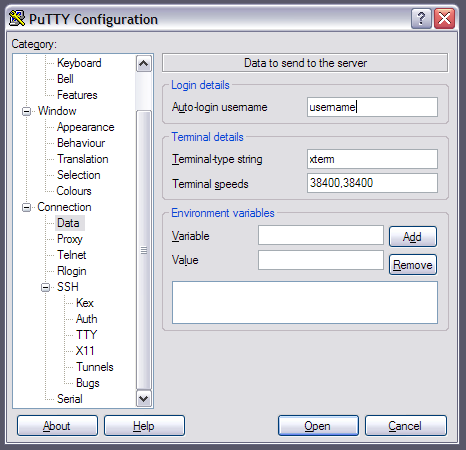 PuTTY Configuration
Category:
Keyboard
Bell
Features
Window
Appearance
Behaviour
Translation
Selection
Colours
Connection
Data
Proxy
Telnet
Rlogin
SSH
Kex
Auth
TTY
X11
Tunnels
Bugs
Serial
Data to send to the server
Login details
Auto-login username username
Terminal details
Terminal-type string xterm
Terminal speeds 38400,38400
Environment variables
Variable Add
Value Remove
About Help Open Cancel